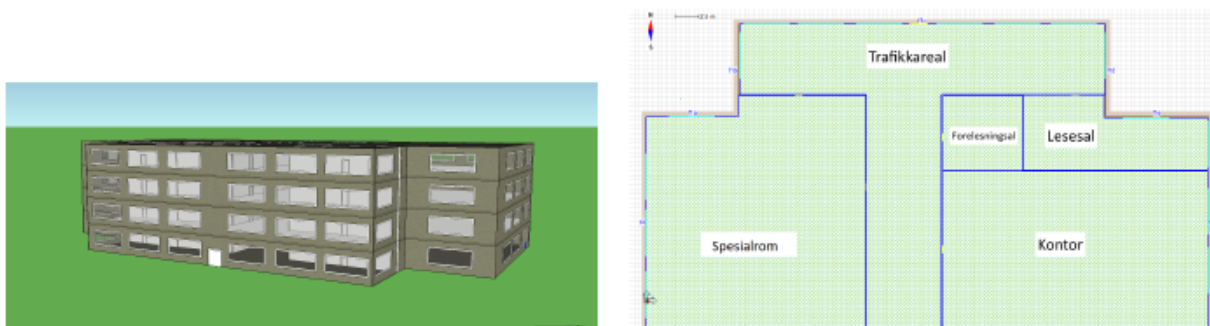 N
S
Trafikkareal
Forelesningsal
Lesesal
Spesialrom
Kontor